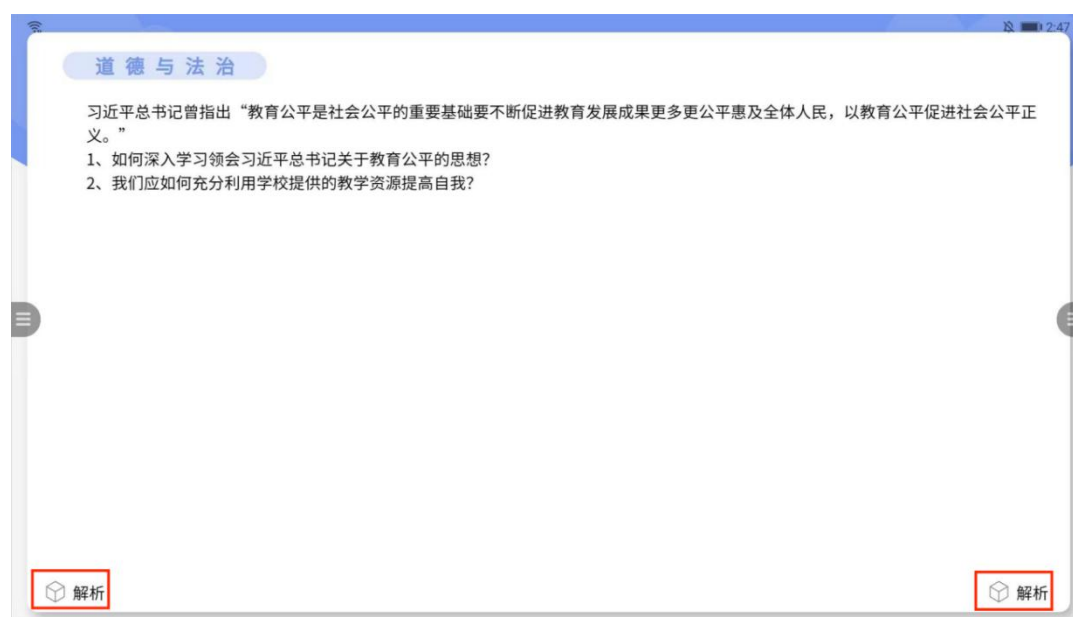 2:47
道德与法治
习近平总书记曾指出“教育公平是社会公平的重要基础要不断促进教育发展成果更多更公平惠及全体人民，以教育公平促进社会公平正
义。”
1、如何深入学习领会习近平总书记关于教育公平的思想？
2、我们应如何充分利用学校提供的教学资源提高自我？
解析
解析